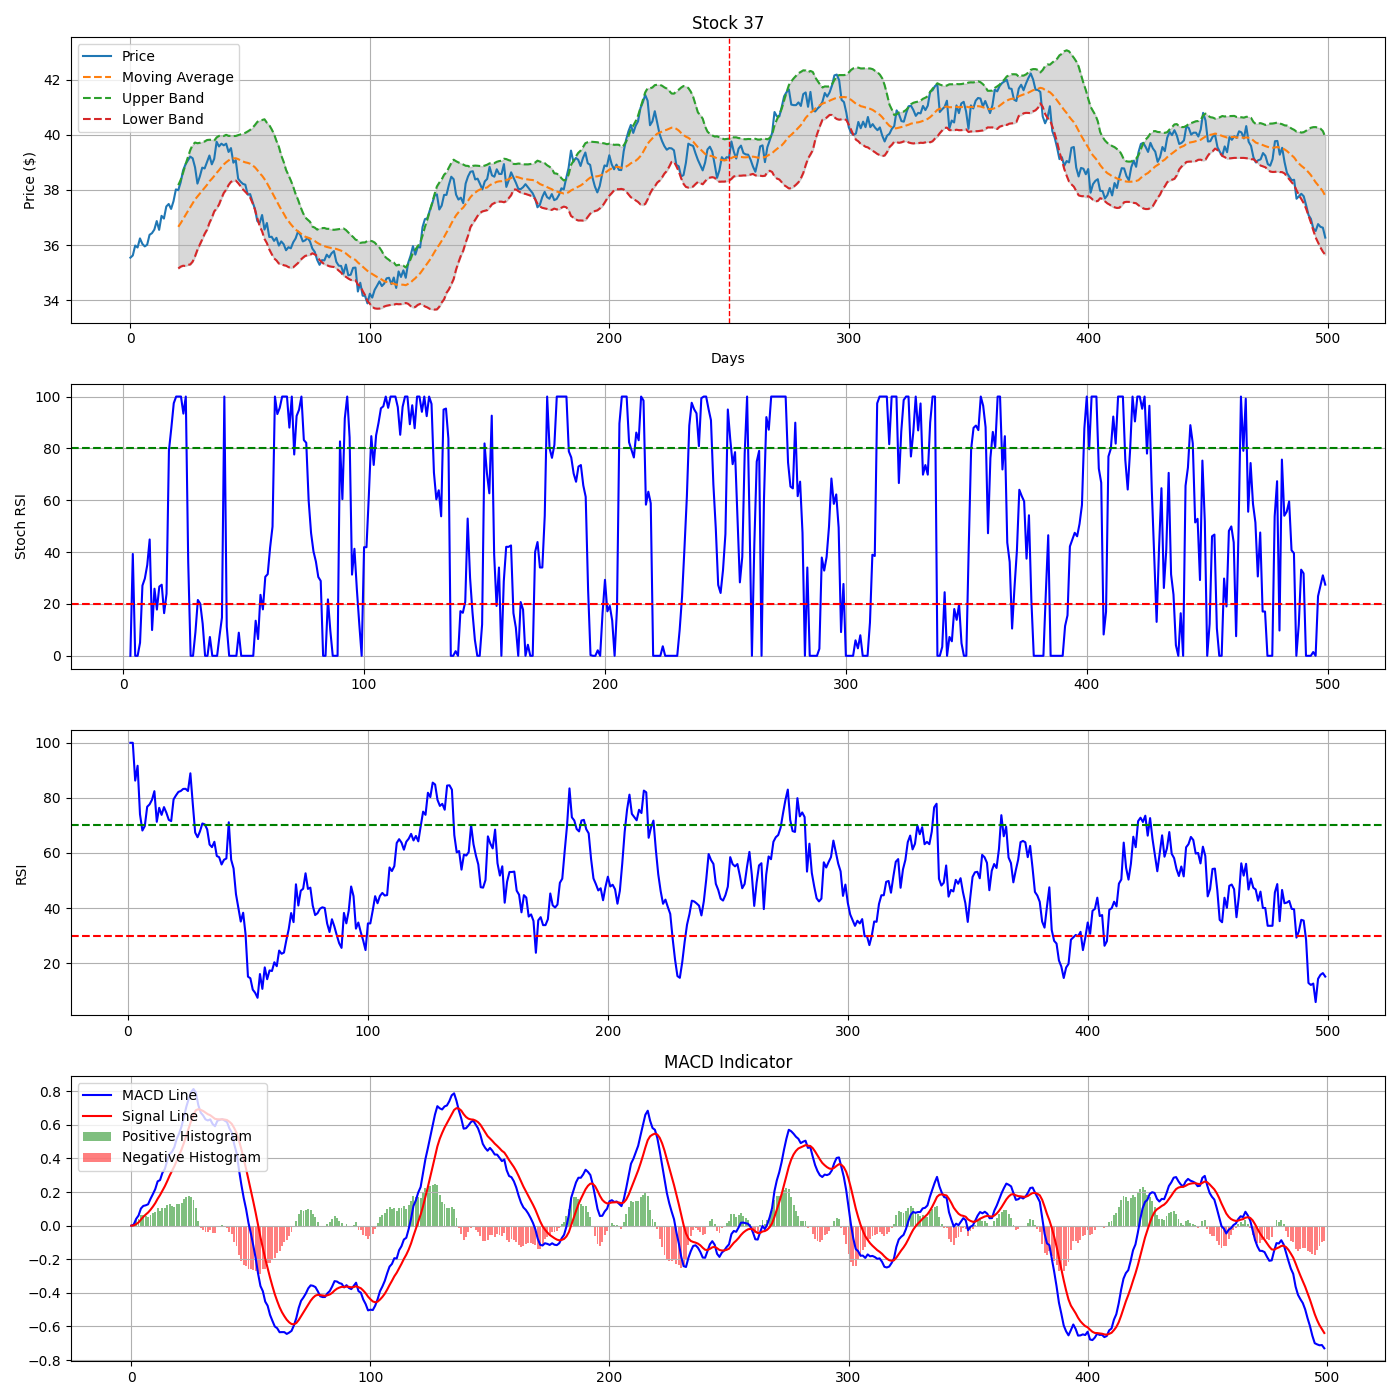 Stock 37
Price
Moving Average
Upper Band
Lower Band
Price ($)
42
40
38
36
34
0 100 200 300 400 500
Days
Stoch RSI
100
80
60
40
20
0
0 100 200 300 400 500
RSI
100
80
60
40
20
0 100 200 300 400 500
MACD Indicator
MACD Line
Signal Line
Positive Histogram
Negative Histogram
0.8
0.6
0.4
0.2
0.0
−0.2
−0.4
−0.6
−0.8
0 100 200 300 400 500